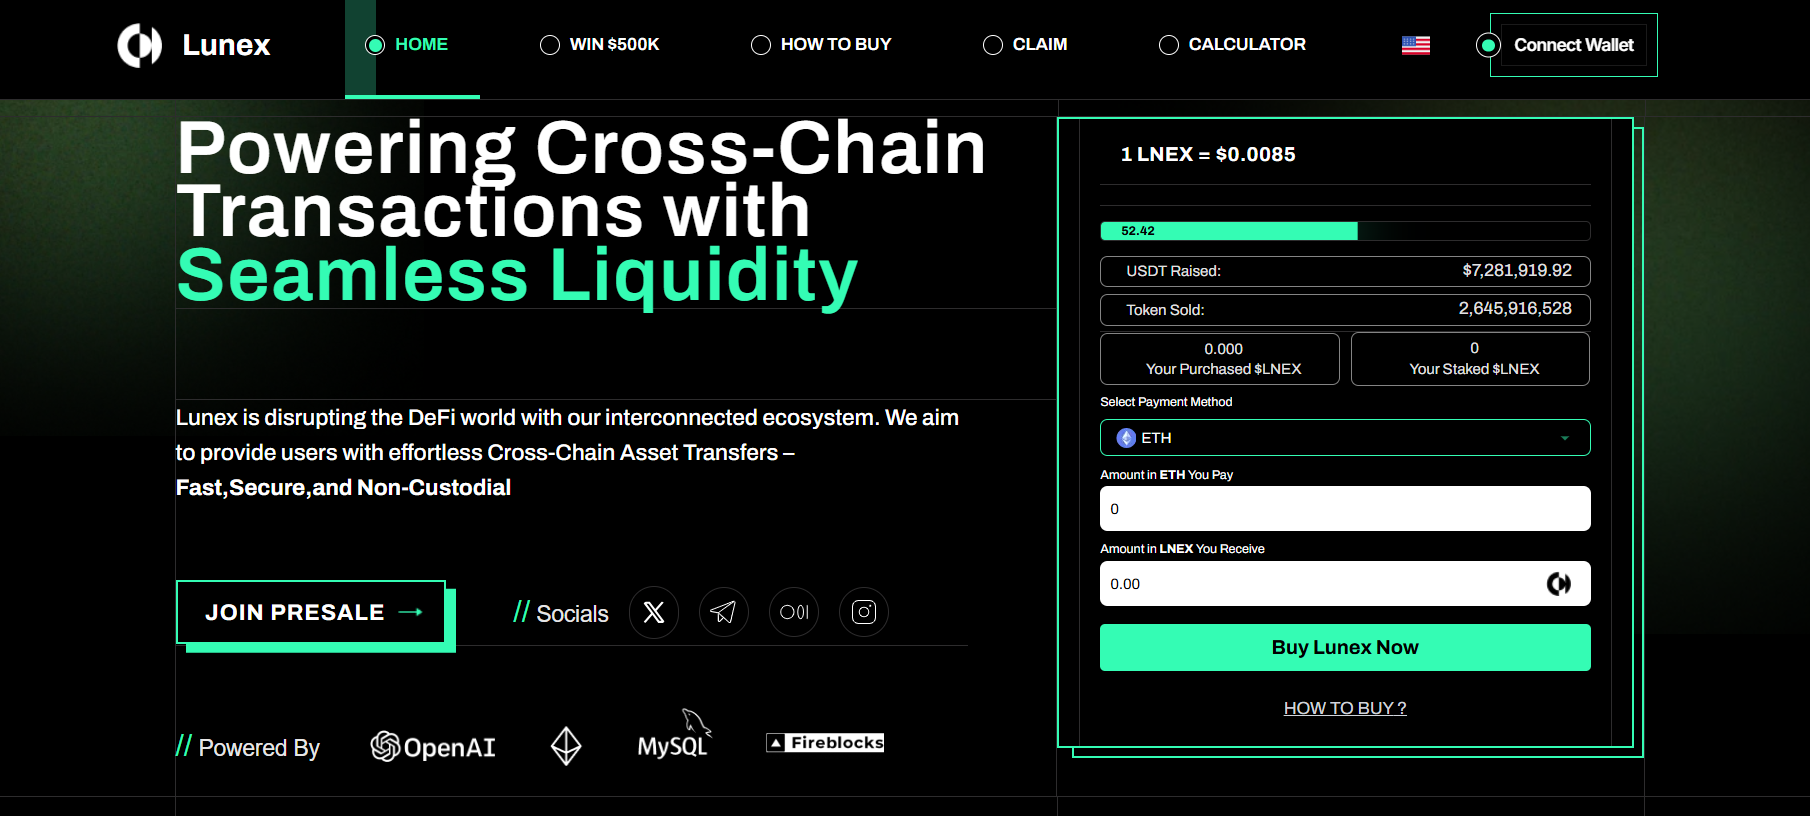 Lunex
HOME
WIN $500K
HOW TO BUY
CLAIM
CALCULATOR
Connect Wallet
Powering Cross-Chain
Transactions with
Seamless Liquidity
Lunex is disrupting the DeFi world with our interconnected ecosystem. We aim
to provide users with effortless Cross-Chain Asset Transfers –
Fast,Secure,and Non-Custodial
JOIN PRESALE
// Socials
// Powered By
OpenAI
MySQL
Fireblocks
1 LNEX = $0.0085
52.42
USDT Raised: $7,281,919.92
Token Sold: 2,645,916,528
0.000
Your Purchased $LNEX
0
Your Staked $LNEX
Select Payment Method
ETH
Amount in ETH You Pay
0
Amount in LNEX You Receive
0.00
Buy Lunex Now
HOW TO BUY ?